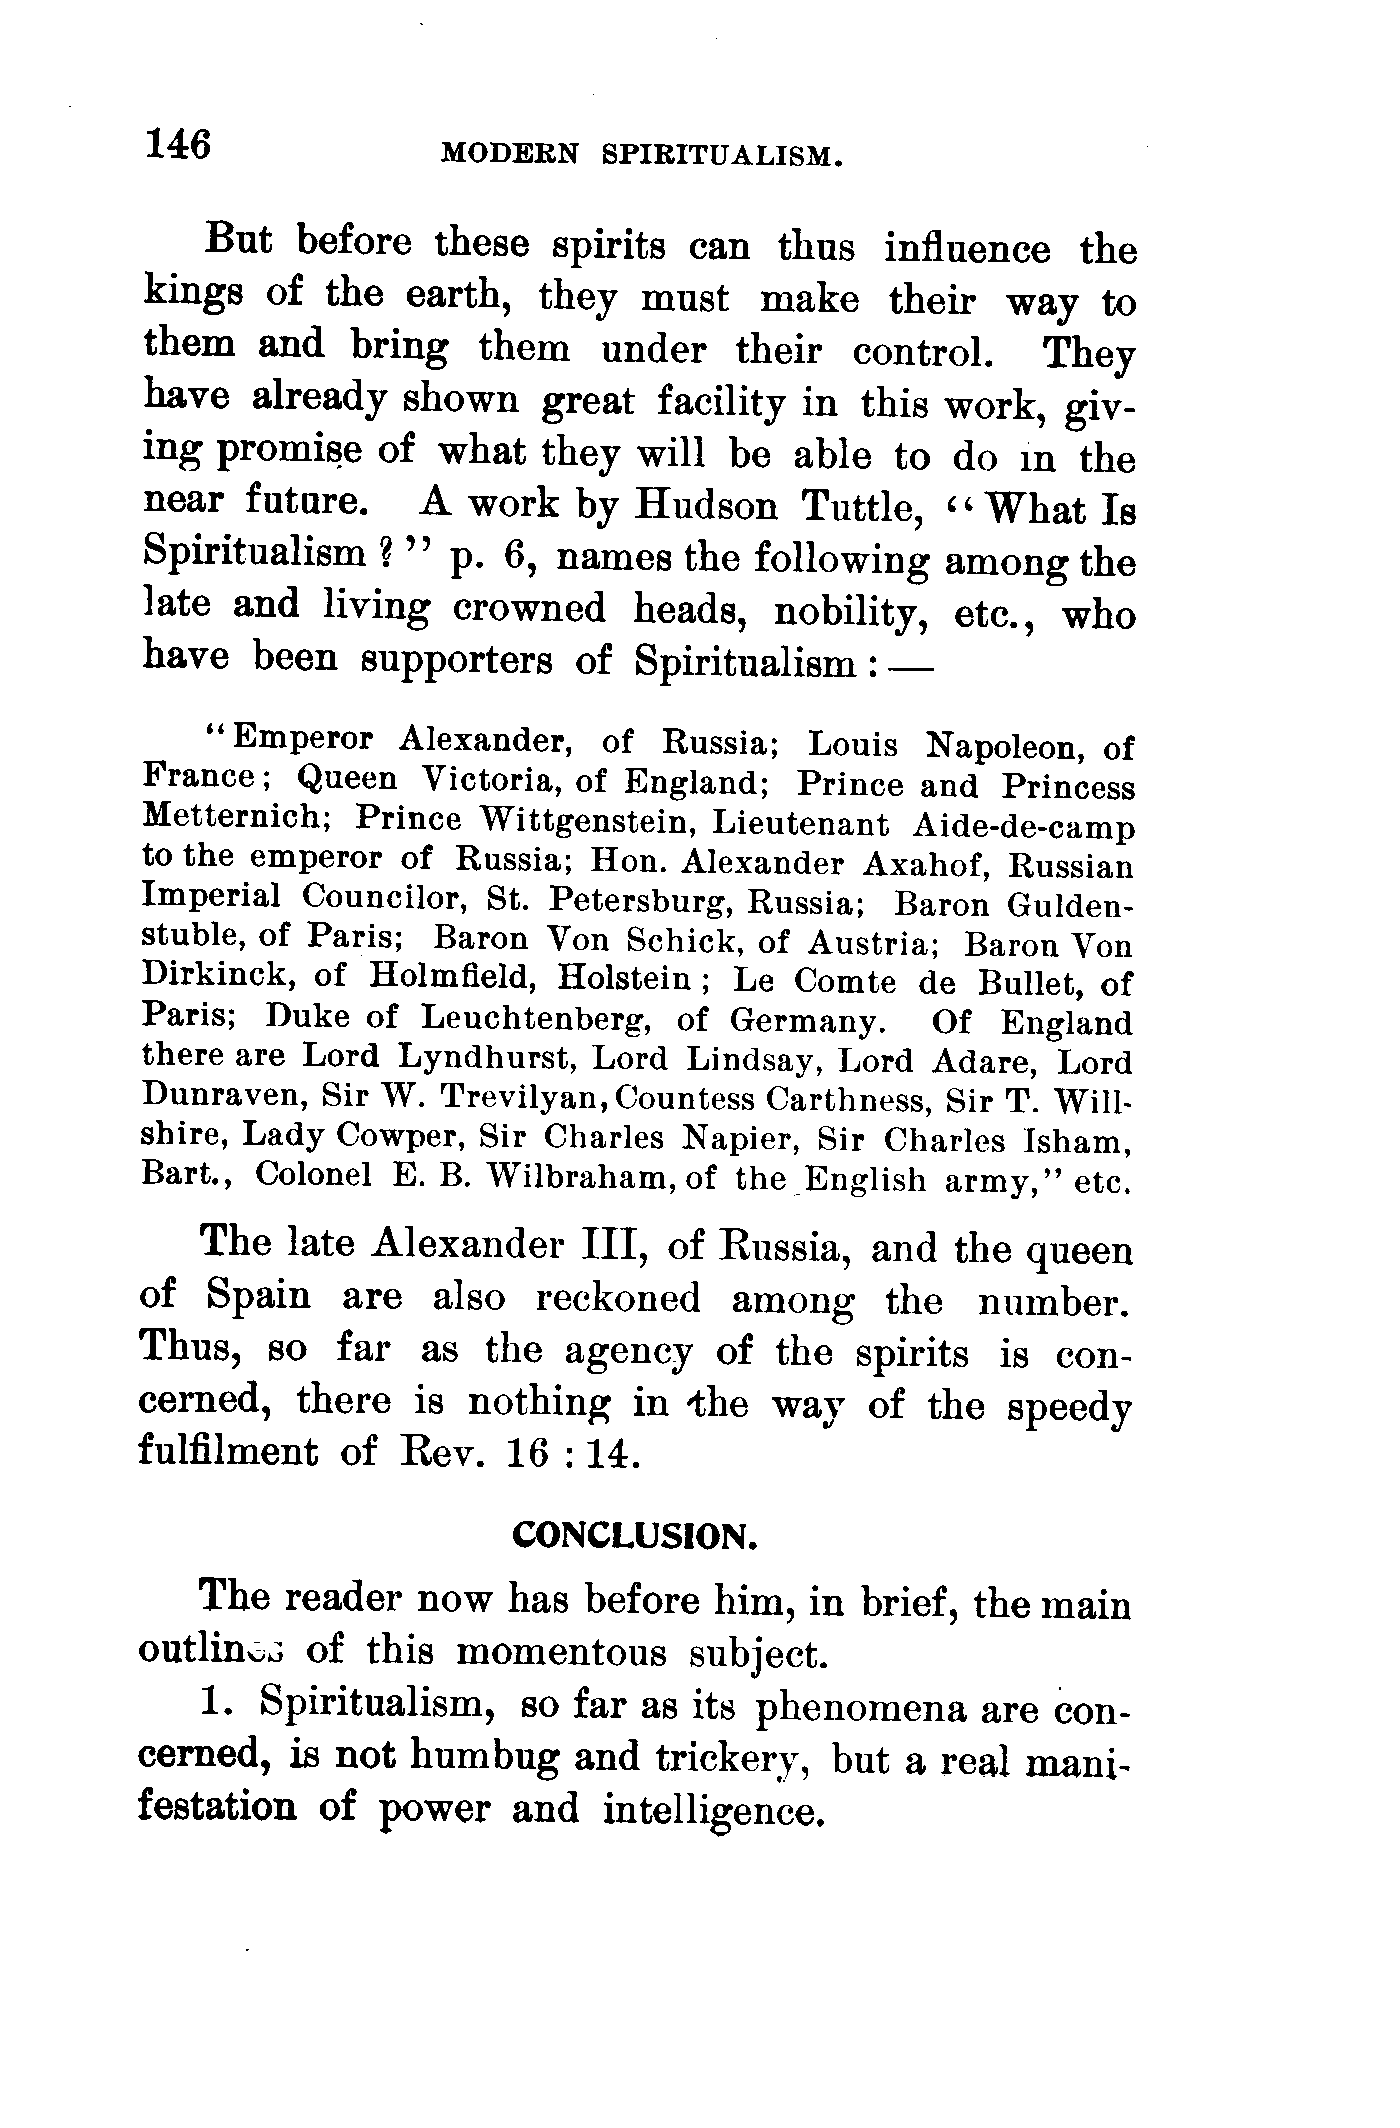 146 MODERN SPIRITUALISM.
But before these spirits can thus influence the
kings of the earth, they must make their way to
them and bring them under their control. They
have already shown great facility in this work, giv-
ing promise of what they will be able to do in the
near future. A work by Hudson Tuttle, “What Is
Spiritualism?” p. 6, names the following among the
late and living crowned heads, nobility, etc., who
have been supporters of Spiritualism: —
“Emperor Alexander, of Russia; Louis Napoleon, of
France; Queen Victoria, of England; Prince and Princess
Metternich; Prince Wittgenstein, Lieutenant Aide-de-camp
to the emperor of Russia; Hon. Alexander Axahof, Russian
Imperial Councilor, St. Petersburg, Russia; Baron Gulden-
stuble, of Paris; Baron Von Schick, of Austria; Baron Von
Dirkinck, of Holmfield, Holstein; Le Comte de Bullet, of
Paris; Duke of Leuchtenberg, of Germany. Of England
there are Lord Lyndhurst, Lord Lindsay, Lord Adare, Lord
Dunraven, Sir W. Trevilyan, Countess Carthness, Sir T. Will-
shire, Lady Cowper, Sir Charles Napier, Sir Charles Isham,
Bart., Colonel E. B. Wilbraham, of the English army,” etc.
The late Alexander III, of Russia, and the queen
of Spain are also reckoned among the number.
Thus, so far as the agency of the spirits is con-
cerned, there is nothing in the way of the speedy
fulfilment of Rev. 16 : 14.
CONCLUSION.
The reader now has before him, in brief, the main
outlines of this momentous subject.
1. Spiritualism, so far as its phenomena are con-
cerned, is not humbug and trickery, but a real mani-
festation of power and intelligence.